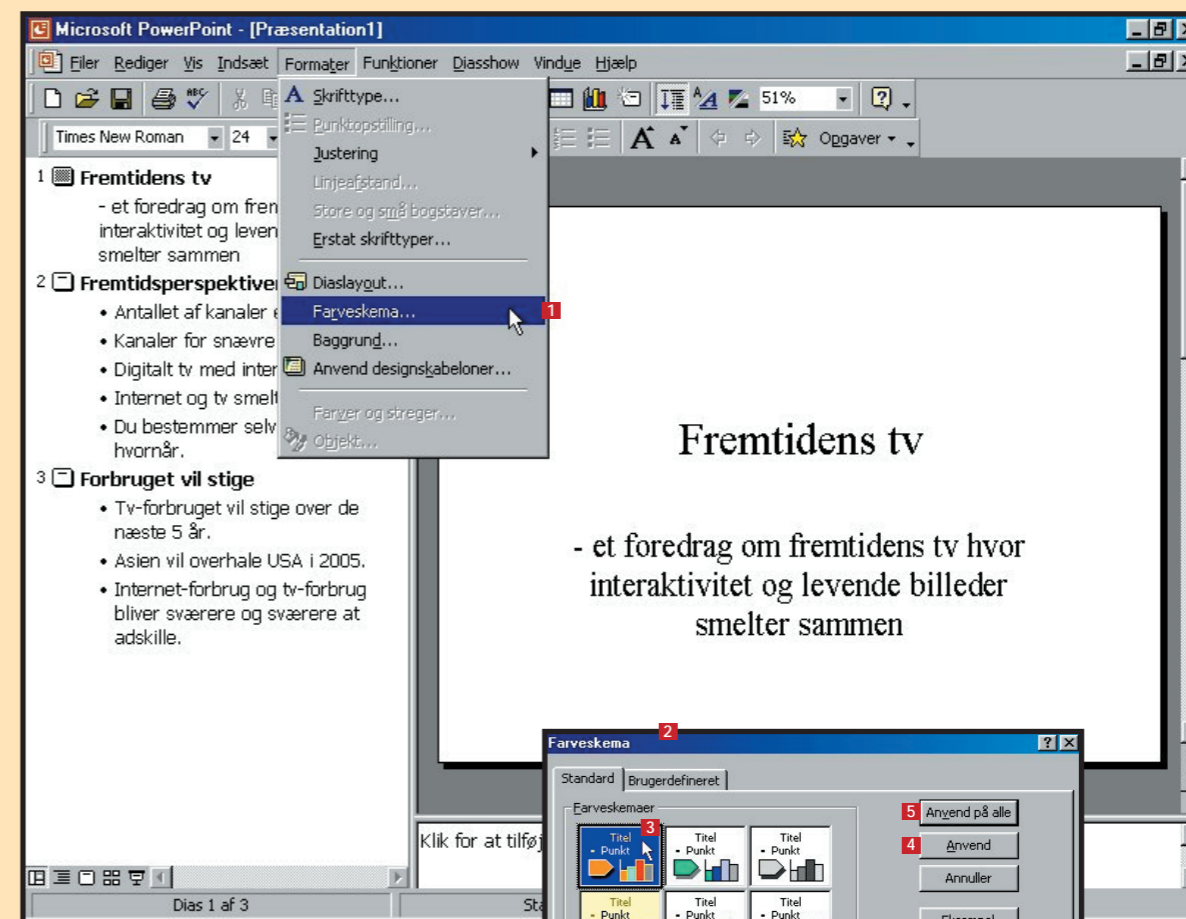 Microsoft PowerPoint - [Præsentation1]
Filer Rediger Vis Indsæt Formater Funktioner Diasshow Vindue Hjælp
51%
Times New Roman 24
Opgaver
Skrifttype...
Punktopstilling...
Justering
Linjeafstand...
Store og små bogstaver...
Erstat skrifttyper...
Diaslayout...
Farveskema...
1
Baggrund...
Anvend designskabeloner...
Farver og streger...
Objekt...
1 Fremtidens tv
- et foredrag om
interaktivitet og
smelter sammen
2
• Antallet af kanaler
• Kanaler for snævre
• Digitalt tv med
• Internet og tv
• Du bestemmer selv
hvornår.
3 Forbruget vil stige
• Tv-forbruget vil stige over de
næste 5 år.
• Asien vil overhale USA i 2005.
• Internet-forbrug og tv-forbrug
bliver sværere og sværere at
adskille.
Fremtidens tv
- et foredrag om fremtidens tv hvor
interaktivitet og levende billeder
smelter sammen
Klik for at
Dias 1 af 3
2
Farveskema
Standard Brugerdefineret
Farveskemaer
3
Titel
- Punkt
Titel
- Punkt
Titel
- Punkt
Titel
- Punkt
Titel
- Punkt
Titel
- Punkt
5 Anvend på alle
4 Anvend
Annuller